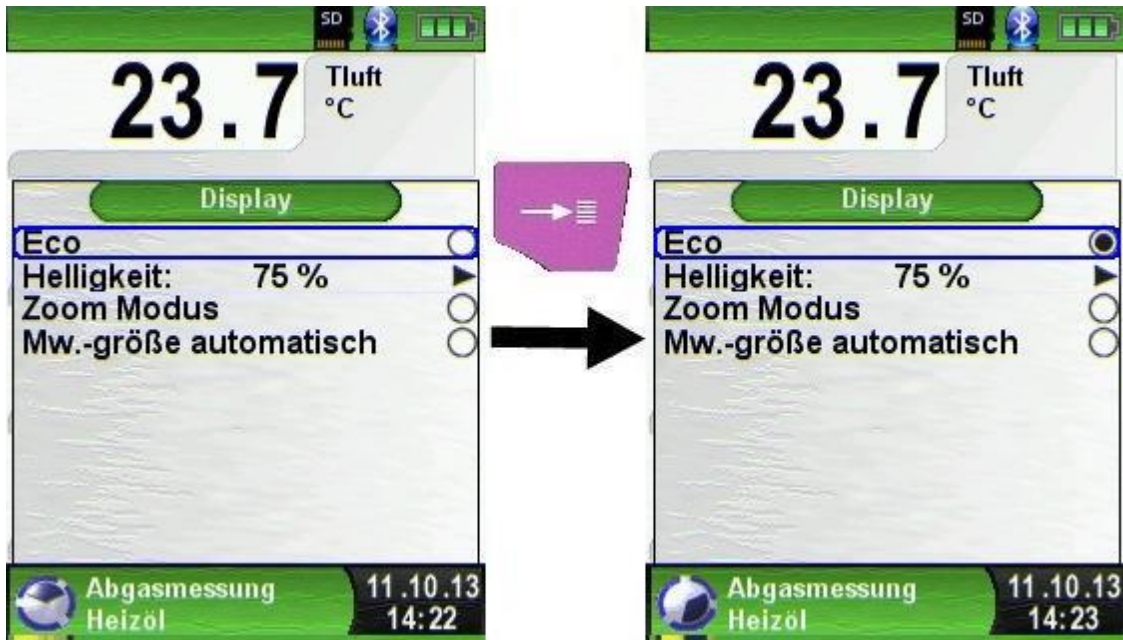 SD
23.7 Tluft
°C
Display
Eco
Helligkeit: 75 %
Zoom Modus
Mw.-größe automatisch
Abgasmessung 11.10.13
Heizöl 14:22
SD
23.7 Tluft
°C
Display
Eco
Helligkeit: 75 %
Zoom Modus
Mw.-größe automatisch
Abgasmessung 11.10.13
Heizöl 14:23